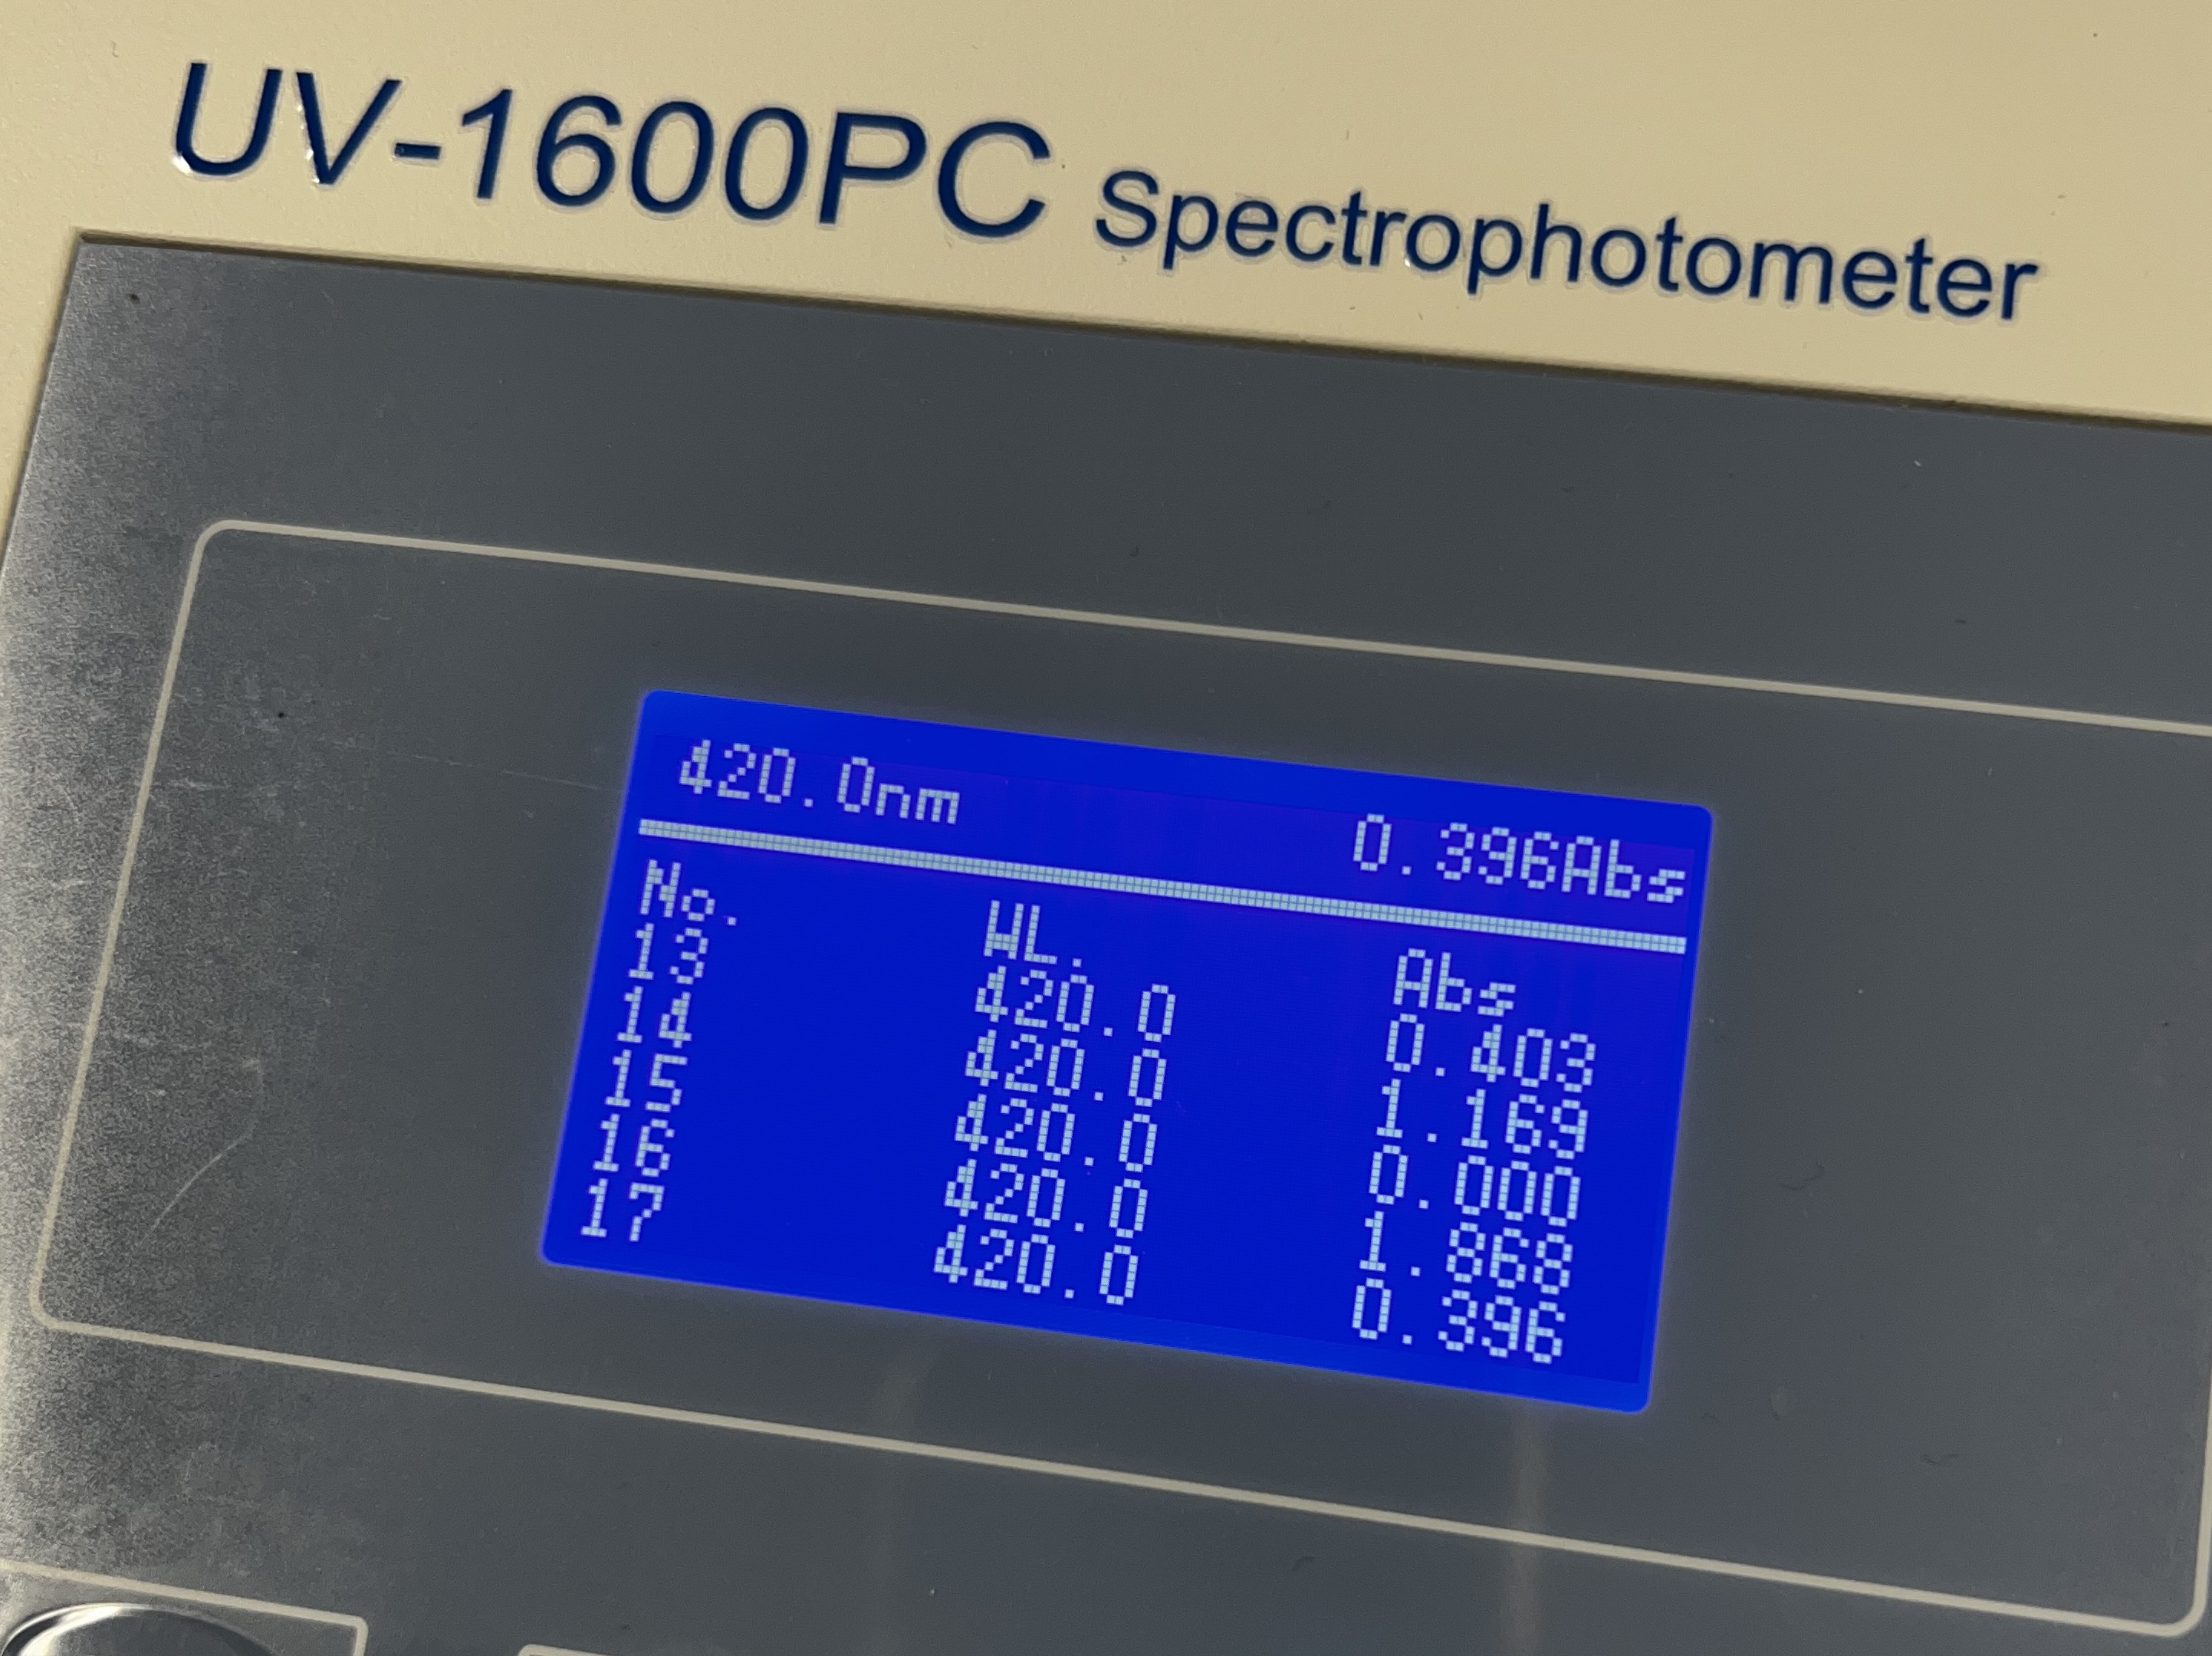 UV-1600PC Spectrophotometer
420.0nm 0.396Abs
No. WL. Abs
13 420.0 0.403
14 420.0 1.169
15 420.0 0.000
16 420.0 1.868
17 420.0 0.396